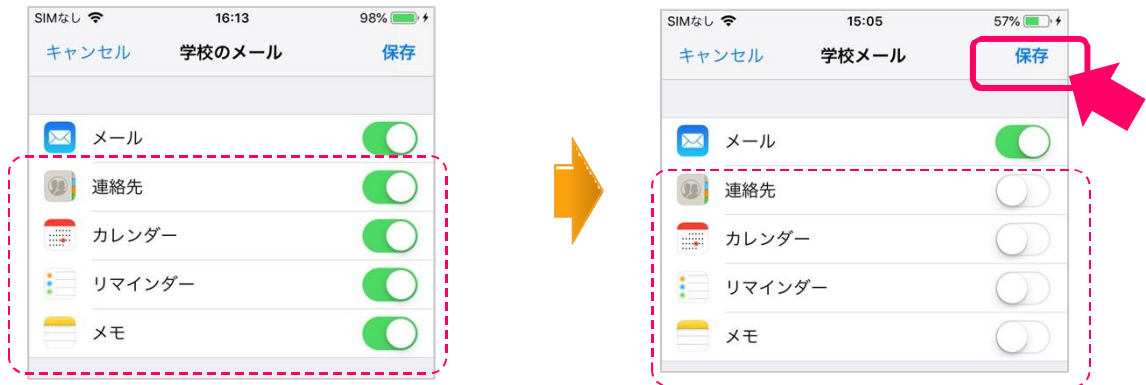 SIMなし 16:13 98%
キャンセル 学校のメール 保存
メール
連絡先
カレンダー
リマインダー
メモ
SIMなし 15:05 57%
キャンセル 学校メール 保存
メール
連絡先
カレンダー
リマインダー
メモ